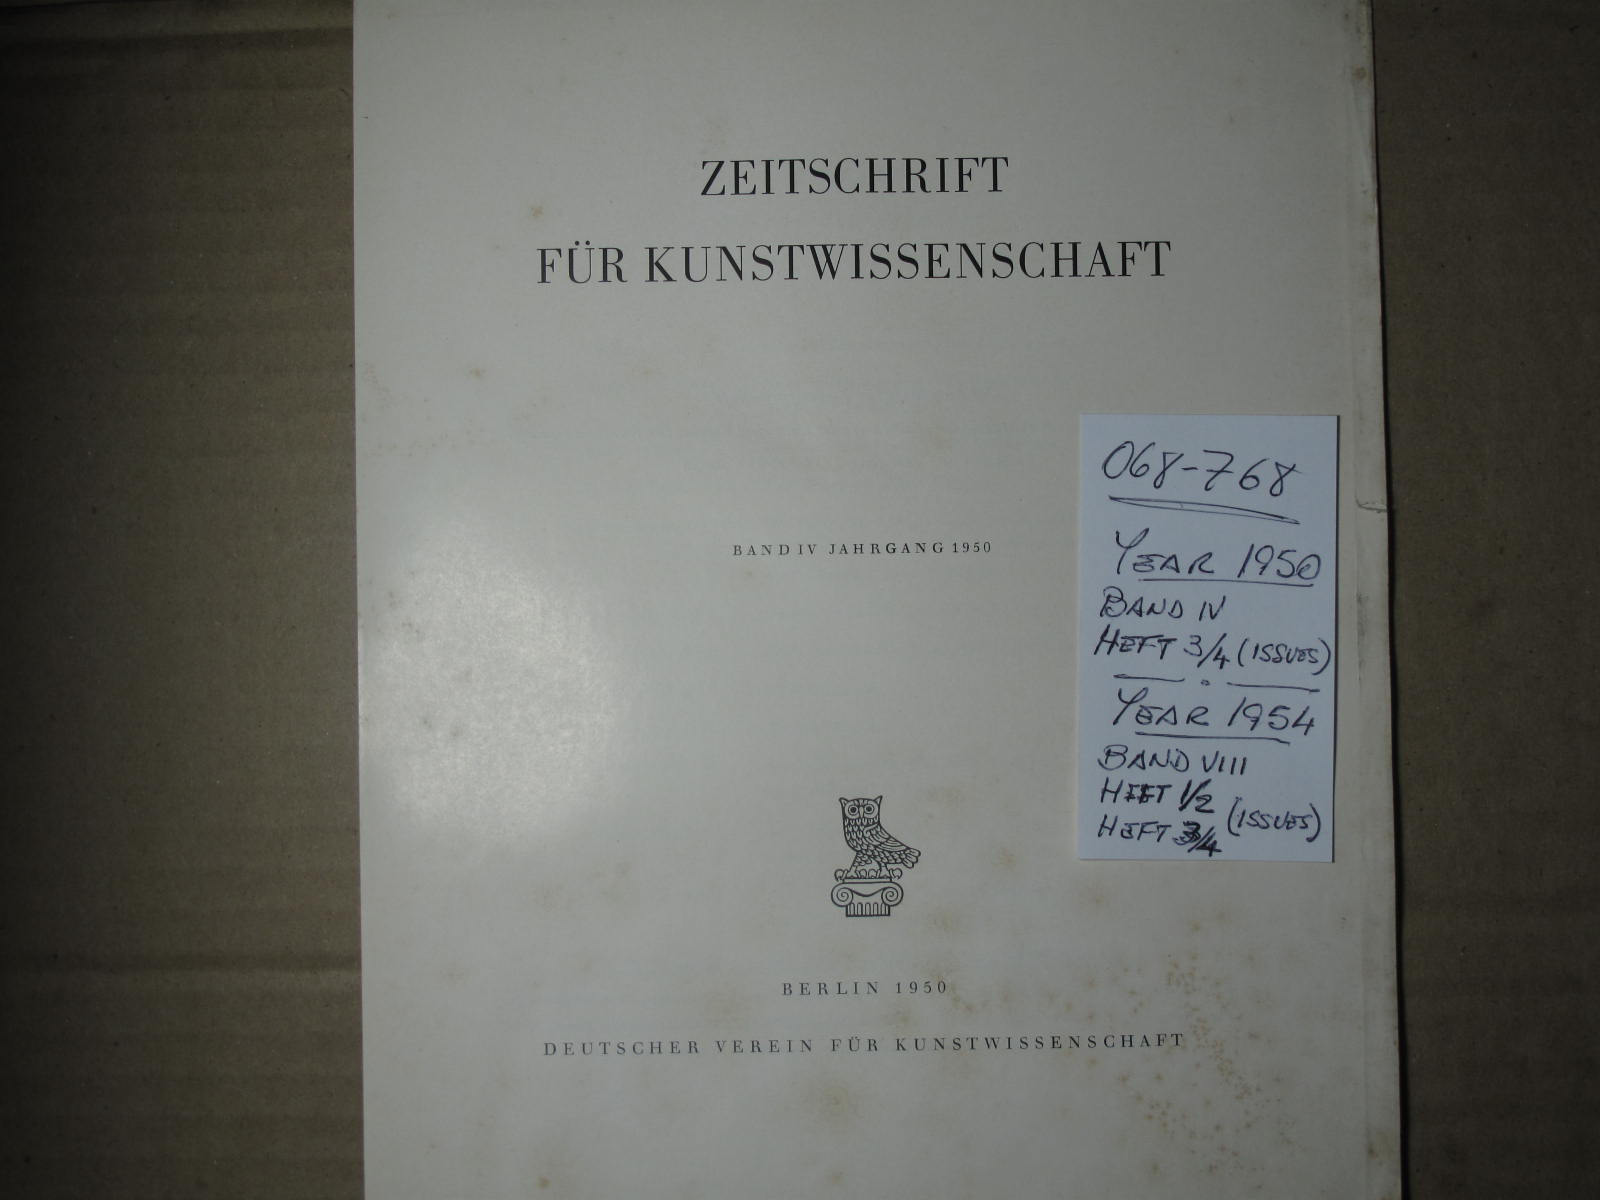 ZEITSCHRIFT
FÜR KUNSTWISSENSCHAFT
BAND IV JAHRGANG 1950
BERLIN 1950
DEUTSCHER VEREIN FÜR KUNSTWISSENSCHAFT
068-768
YEAR 1950
BAND IV
HEFT 3/4 (ISSUES)
YEAR 1954
BAND VIII
HEFT 1/2
HEFT 3/4 (ISSUES)